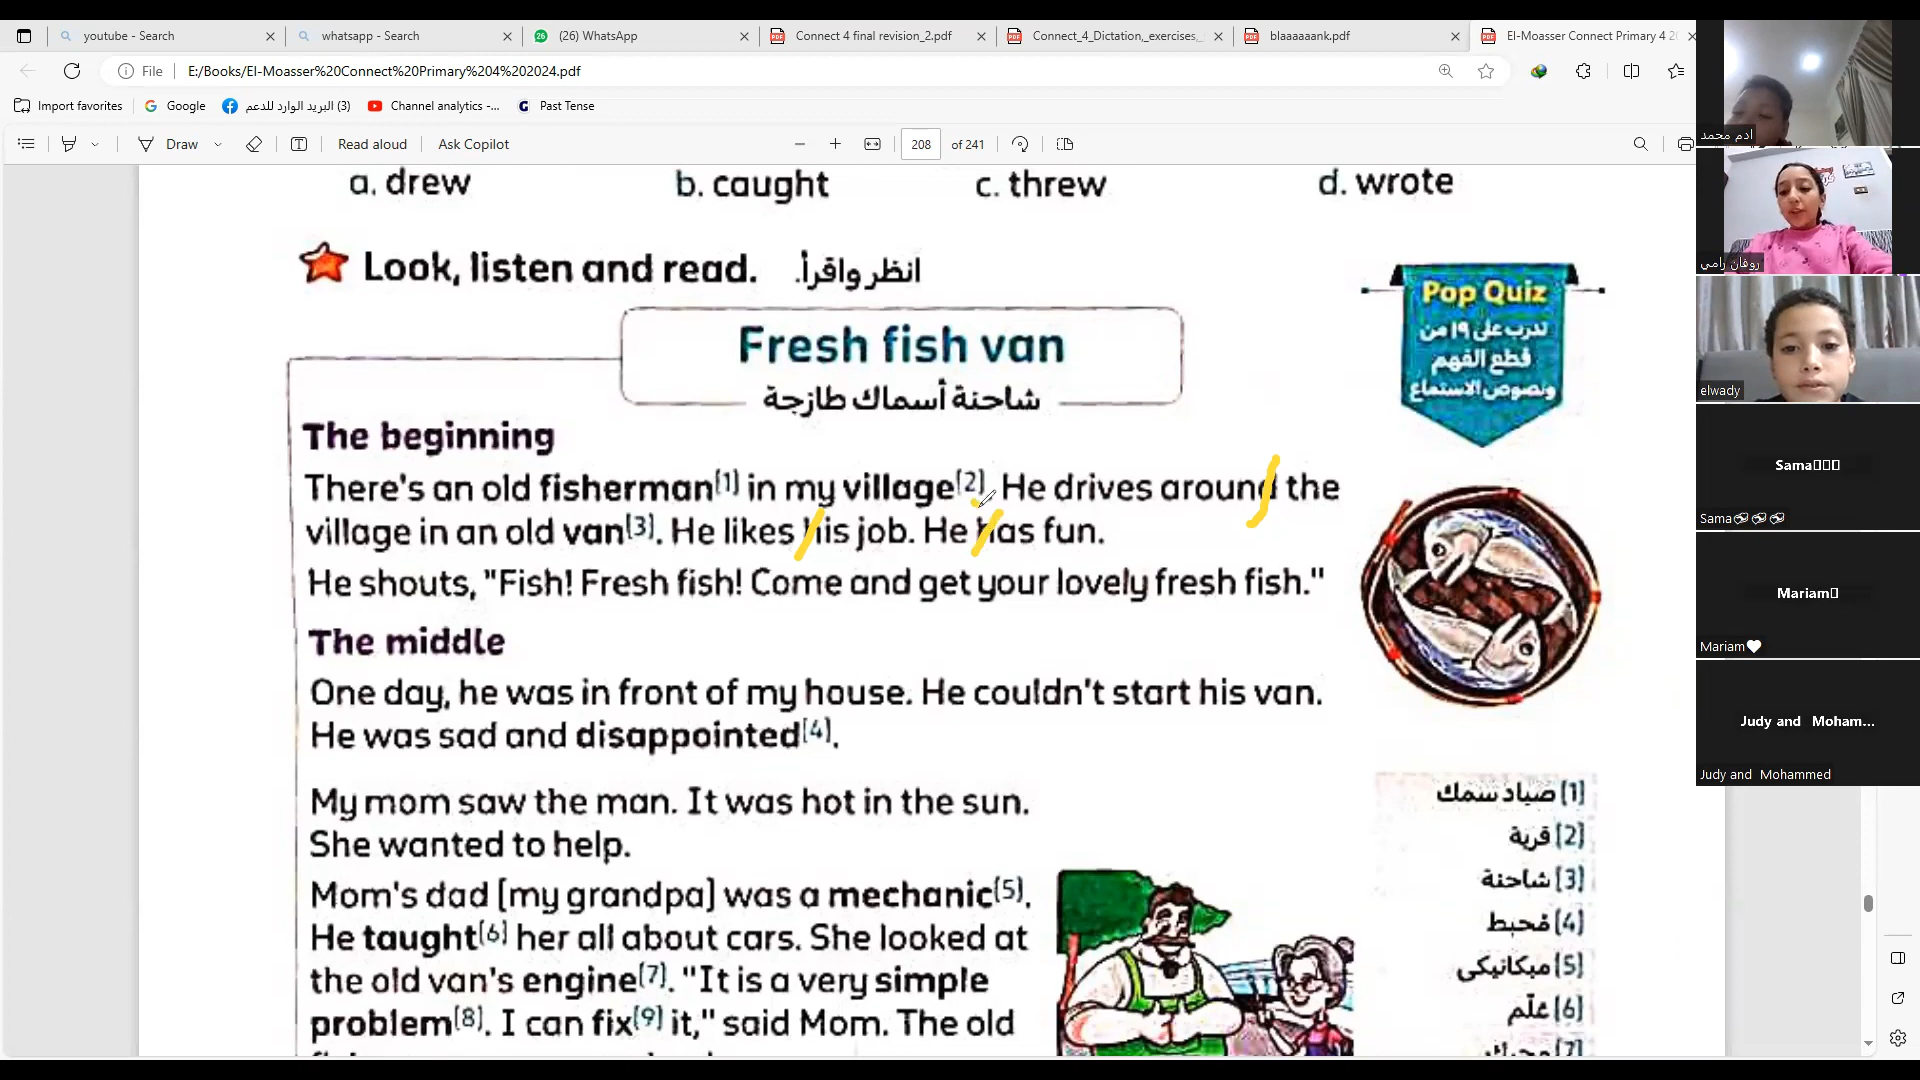 youtube - Search
whatsapp - Search
26
(26) WhatsApp
Connect 4 final revision_2.pdf
Connect_4_Dictation,_exercises,_
blaaaaaank.pdf
El-Moasser Connect Primary 4 20
File
E:/Books/El-Moasser%20Connect%20Primary%204%202024.pdf
Import favorites
Google
(3) البريد الوارد للدعم
Channel analytics -...
Past Tense
Draw
Read aloud
Ask Copilot
208 of 241
a. drew b. caught c. threw d. wrote
Look, listen and read. انظر واقرأ.
Fresh fish van
شاحنة أسماك طازجة
Pop Quiz
تدرب على ١٩ من
قطع الفهم
ونصوص الاستماع
The beginning
There's an old fisherman[1] in my village[2]. He drives around the
village in an old van[3]. He likes his job. He has fun.
He shouts, "Fish! Fresh fish! Come and get your lovely fresh fish."
The middle
One day, he was in front of my house. He couldn't start his van.
He was sad and disappointed[4].
My mom saw the man. It was hot in the sun.
She wanted to help.
Mom's dad [my grandpa] was a mechanic[5].
He taught[6] her all about cars. She looked at
the old van's engine[7]. "It is a very simple
problem[8]. I can fix[9] it," said Mom. The old
[1] صياد سمك
[2] قرية
[3] شاحنة
[4] مُحبط
[5] ميكانيكى
[6] علّم
[7] محرك
ادم محمد
روفان رامي
elwady
Sama
Sama
Mariam
Mariam
Judy and Moham...
Judy and Mohammed